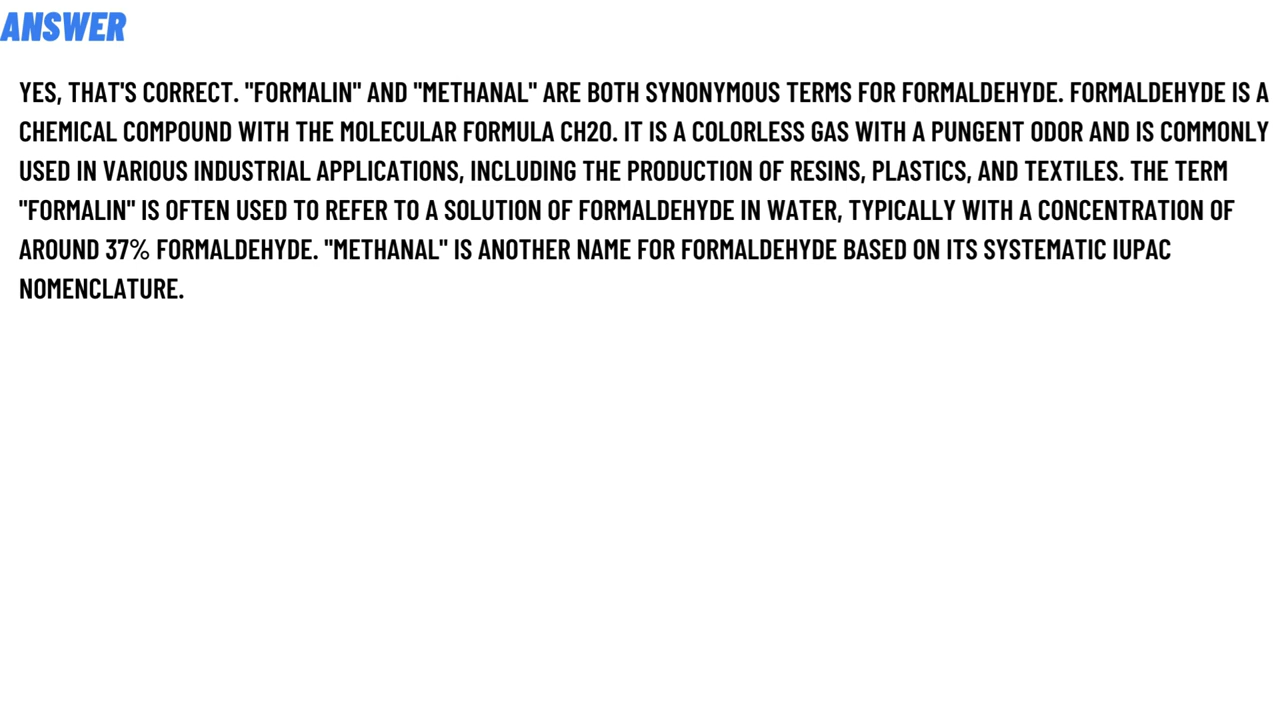 ANSWER
YES, THAT'S CORRECT. "FORMALIN" AND "METHANAL" ARE BOTH SYNONYMOUS TERMS FOR FORMALDEHYDE. FORMALDEHYDE IS A
CHEMICAL COMPOUND WITH THE MOLECULAR FORMULA CH2O. IT IS A COLORLESS GAS WITH A PUNGENT ODOR AND IS COMMONLY
USED IN VARIOUS INDUSTRIAL APPLICATIONS, INCLUDING THE PRODUCTION OF RESINS, PLASTICS, AND TEXTILES. THE TERM
"FORMALIN" IS OFTEN USED TO REFER TO A SOLUTION OF FORMALDEHYDE IN WATER, TYPICALLY WITH A CONCENTRATION OF
AROUND 37% FORMALDEHYDE. "METHANAL" IS ANOTHER NAME FOR FORMALDEHYDE BASED ON ITS SYSTEMATIC IUPAC
NOMENCLATURE.